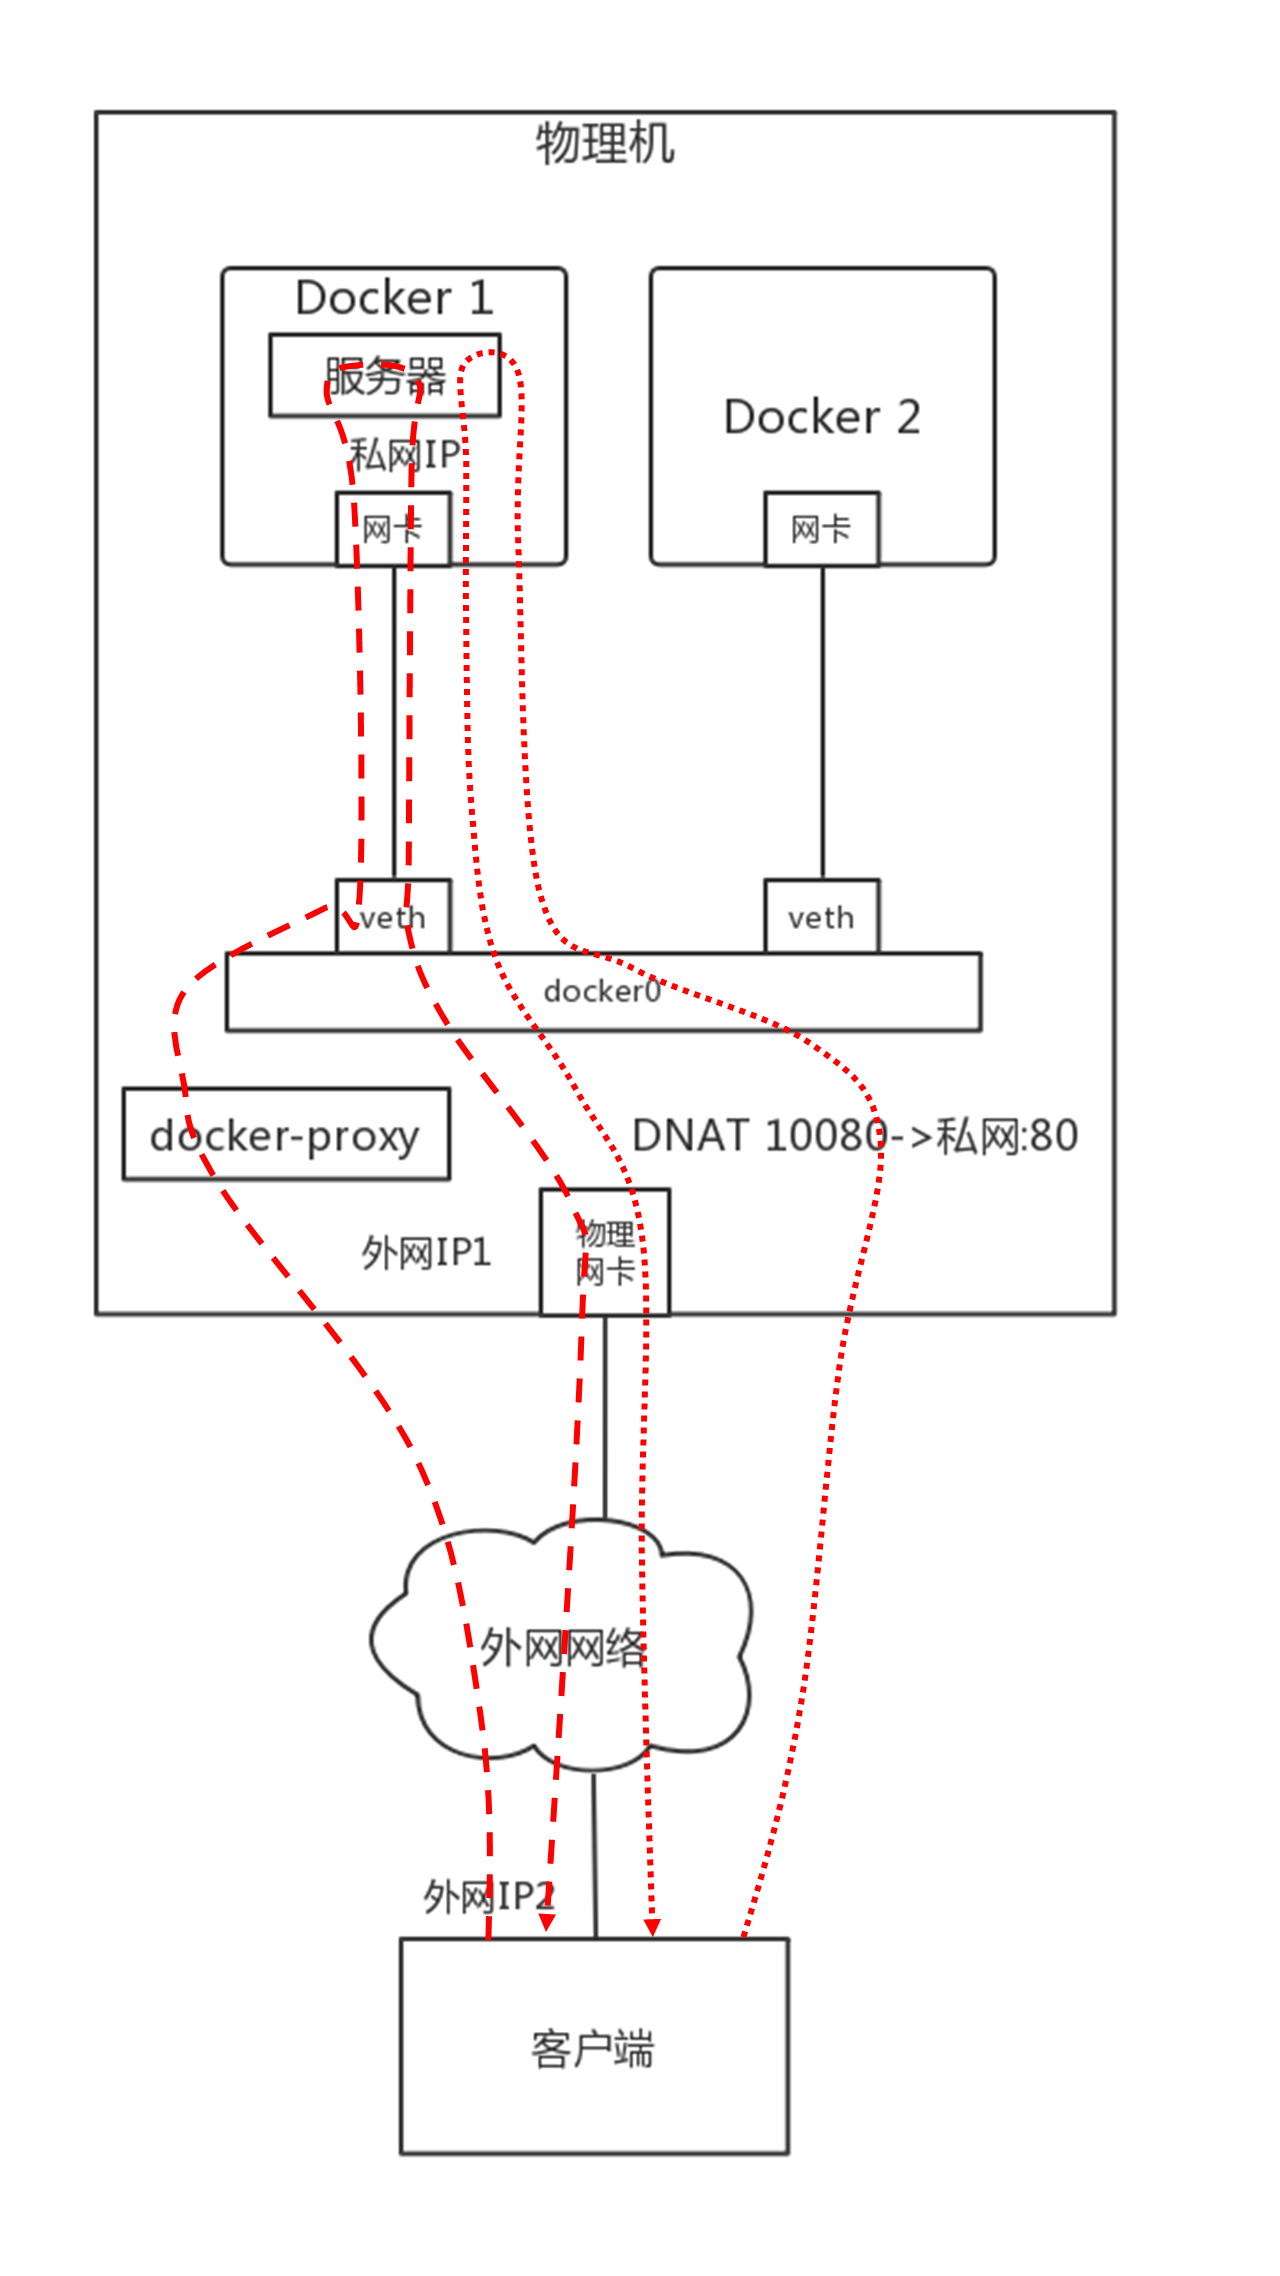 物理机
Docker 1
服务器
私网IP
网卡
Docker 2
网卡
veth
veth
docker0
docker-proxy
DNAT 10080->私网:80
外网IP1
物理
网卡
外网网络
外网IP2
客户端